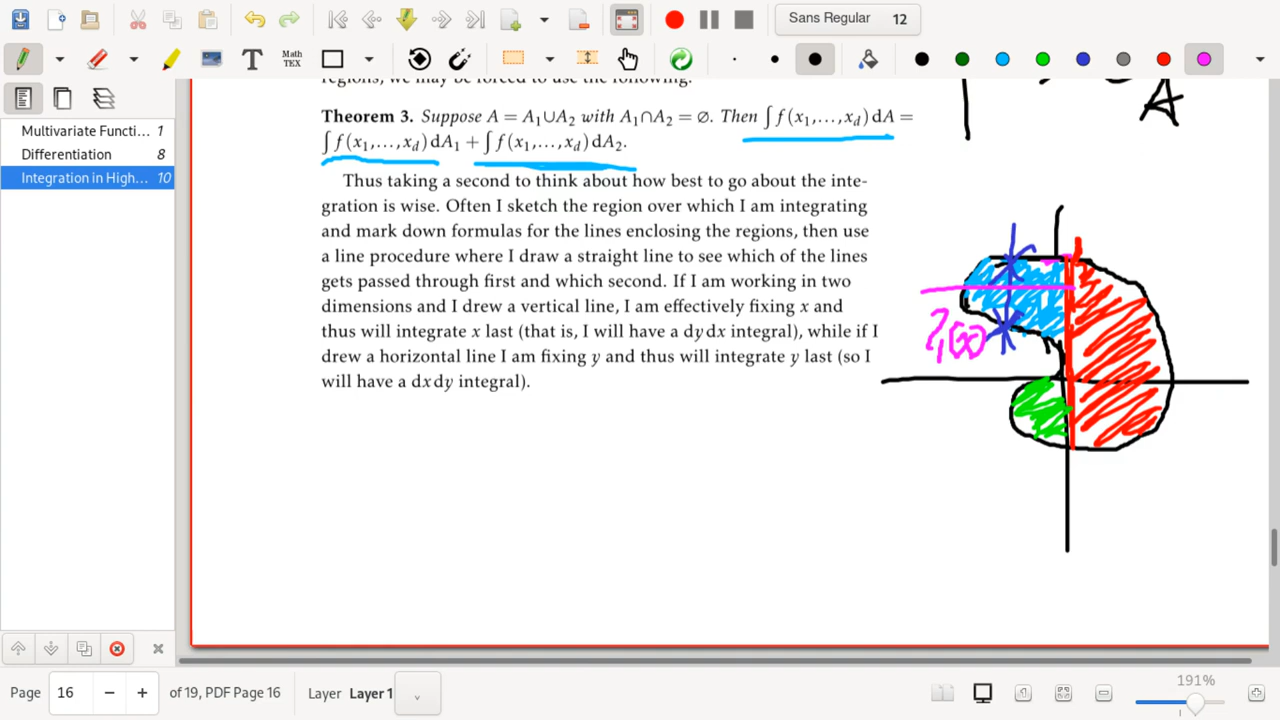 Sans Regular 12
Math TEX
regions, we may be forced to use the following.
Theorem 3. Suppose A = A₁∪A₂ with A₁∩A₂ = ∅. Then ∫ f(x₁,…,x_d) dA =
∫ f(x₁,…,x_d) dA₁ + ∫ f(x₁,…,x_d) dA₂.
Thus taking a second to think about how best to go about the inte-
gration is wise. Often I sketch the region over which I am integrating
and mark down formulas for the lines enclosing the regions, then use
a line procedure where I draw a straight line to see which of the lines
gets passed through first and which second. If I am working in two
dimensions and I drew a vertical line, I am effectively fixing x and
thus will integrate x last (that is, I will have a dy dx integral), while if I
drew a horizontal line I am fixing y and thus will integrate y last (so I
will have a dx dy integral).
A
Multivariate Functi... 1
Differentiation 8
Integration in High... 10
Page 16 of 19, PDF Page 16
Layer Layer 1
191%